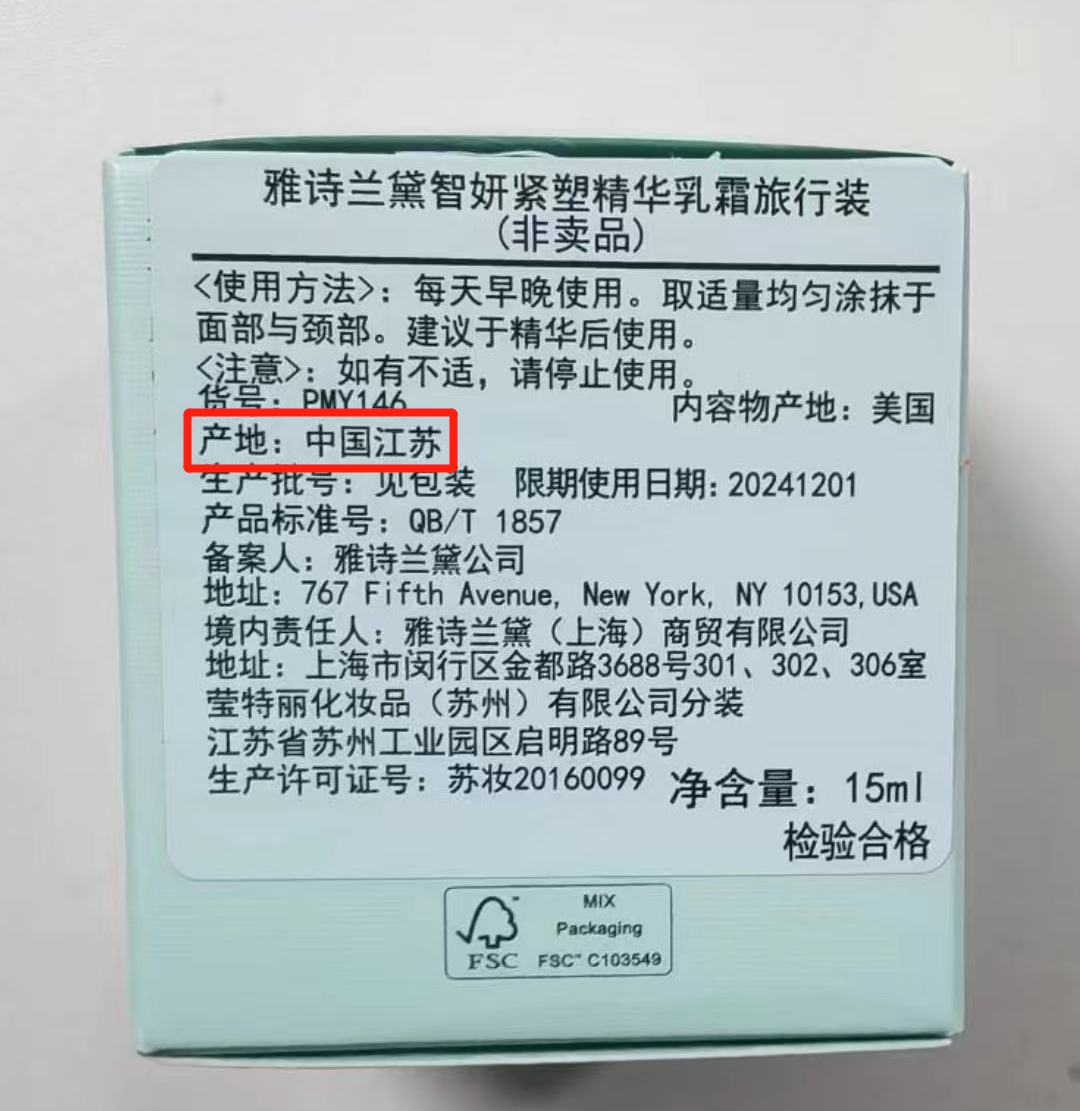 雅诗兰黛智妍紧塑精华乳霜旅行装
(非卖品)
<使用方法>：每天早晚使用。取适量均匀涂抹于
面部与颈部。建议于精华后使用。
<注意>：如有不适，请停止使用。
货号：PMY146 内容物产地：美国
产地：中国江苏
生产批号：见包装 限期使用日期：20241201
产品标准号：QB/T 1857
备案人：雅诗兰黛公司
地址：767 Fifth Avenue, New York, NY 10153,USA
境内责任人：雅诗兰黛（上海）商贸有限公司
地址：上海市闵行区金都路3688号301、302、306室
莹特丽化妆品（苏州）有限公司分装
江苏省苏州工业园区启明路89号
生产许可证号：苏妆20160099 净含量：15ml
检验合格
MIX
Packaging
FSC FSC™ C103549